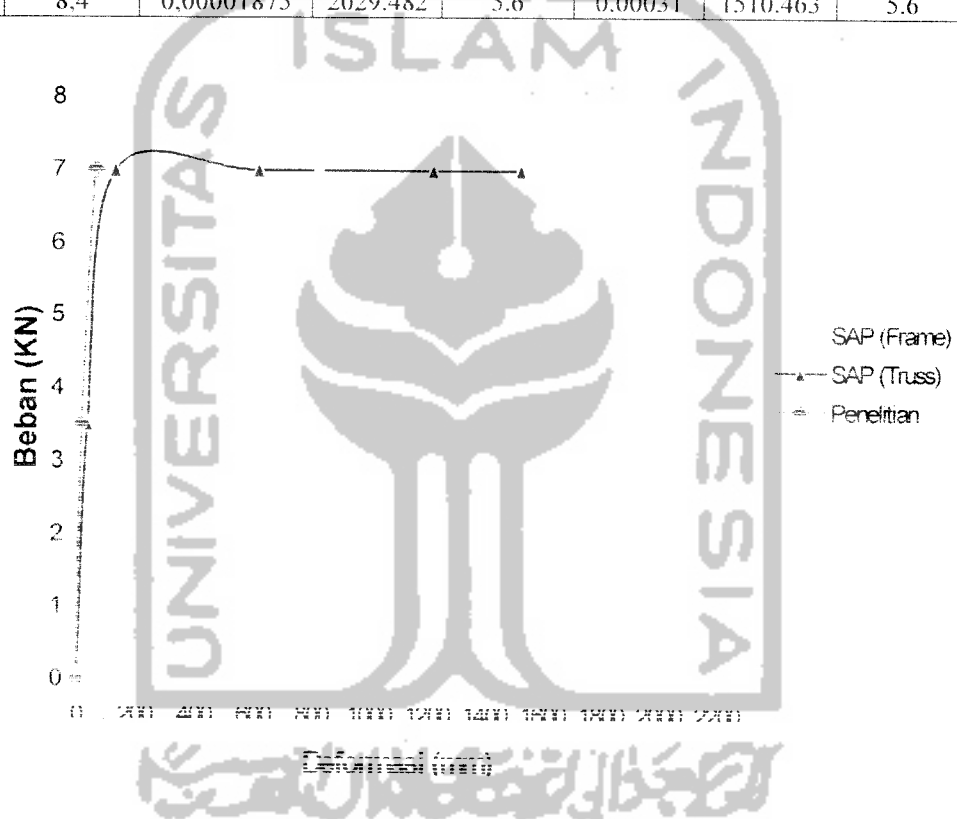 8,4 0,00001875 2029.482 5.6 0.00031 1510.463 5.6
ISLAM
UNIVERSITAS
INDONESIA
8
7
6
5
4
3
2
1
0
Beban (KN)
SAP (Frame)
SAP (Truss)
Penelitian
0 200 400 600 800 1000 1200 1400 1600 1800 2000 2200
Deformasi (mm)